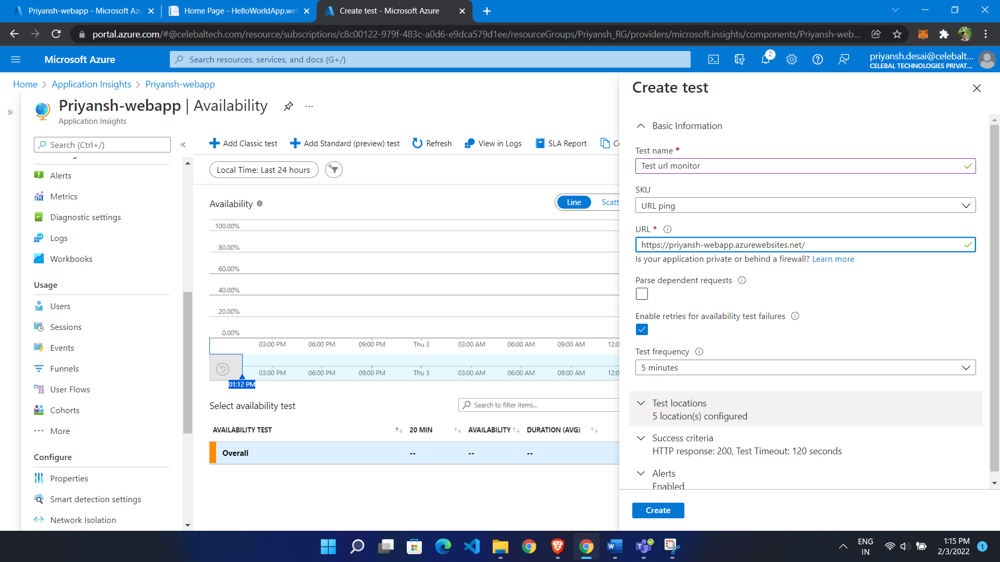 Priyansh-webapp - Microsoft Azu
Home Page - HelloWorldApp.wel
Create test - Microsoft Azure
portal.azure.com/#@celebaltech.com/resource/subscriptions/c8c00122-979f-483c-a0d6-e9dca579d1ee/resourceGroups/Priyansh_RG/providers/microsoft.insights/components/Priyansh-web...
Microsoft Azure
Search resources, services, and docs (G+/)
2
priyansh.desai@celebalt...
CELEBAL TECHNOLOGIES PRIVAT...
Home > Application Insights > Priyansh-webapp
Priyansh-webapp | Availability
...
Application Insights
Search (Ctrl+/)
Alerts
Metrics
Diagnostic settings
Logs
Workbooks
Usage
Users
Sessions
Events
Funnels
User Flows
Cohorts
More
Configure
Properties
Smart detection settings
Network Isolation
Add Classic test
Add Standard (preview) test
Refresh
View in Logs
SLA Report
Local Time: Last 24 hours
Availability
Line
Scatt
100.00%
80.00%
60.00%
40.00%
20.00%
0.00%
03:00 PM 06:00 PM 09:00 PM Thu 3 03:00 AM 06:00 AM 09:00 AM 12:0
03:00 PM 06:00 PM 09:00 PM Thu 3 03:00 AM 06:00 AM 09:00 AM 12:0
01:12 PM
Select availability test
Search to filter items...
AVAILABILITY TEST 20 MIN AVAILABILITY DURATION (AVG)
Overall -- -- --
Create test
Basic Information
Test name *
Test url monitor
SKU
URL ping
URL *
https://priyansh-webapp.azurewebsites.net/
Is your application private or behind a firewall? Learn more
Parse dependent requests
Enable retries for availability test failures
Test frequency
5 minutes
Test locations
5 location(s) configured
Success criteria
HTTP response: 200, Test Timeout: 120 seconds
Alerts
Enabled
Create
ENG
IN
1:15 PM
2/3/2022
1